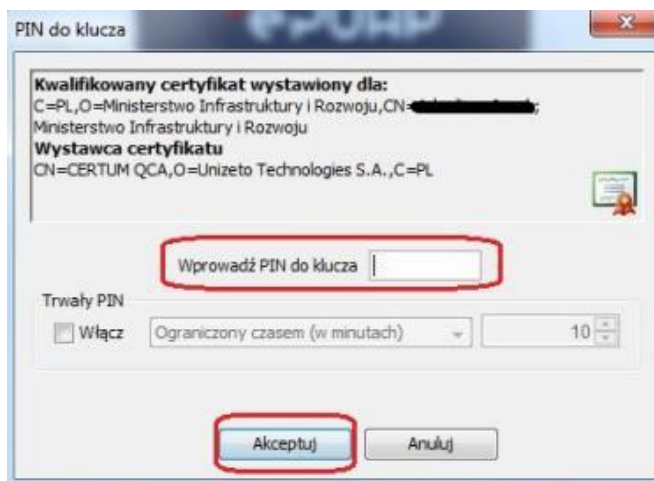 ePUAP
PIN do klucza
Kwalifikowany certyfikat wystawiony dla:
C=PL,O=Ministerstwo Infrastruktury i Rozwoju,CN=
Ministerstwo Infrastruktury i Rozwoju
Wystawca certyfikatu
CN=CERTUM QCA,O=Unizeto Technologies S.A.,C=PL
Wprowadź PIN do klucza
Trwały PIN
Włącz Ograniczony czasem (w minutach) 10
Akceptuj Anuluj